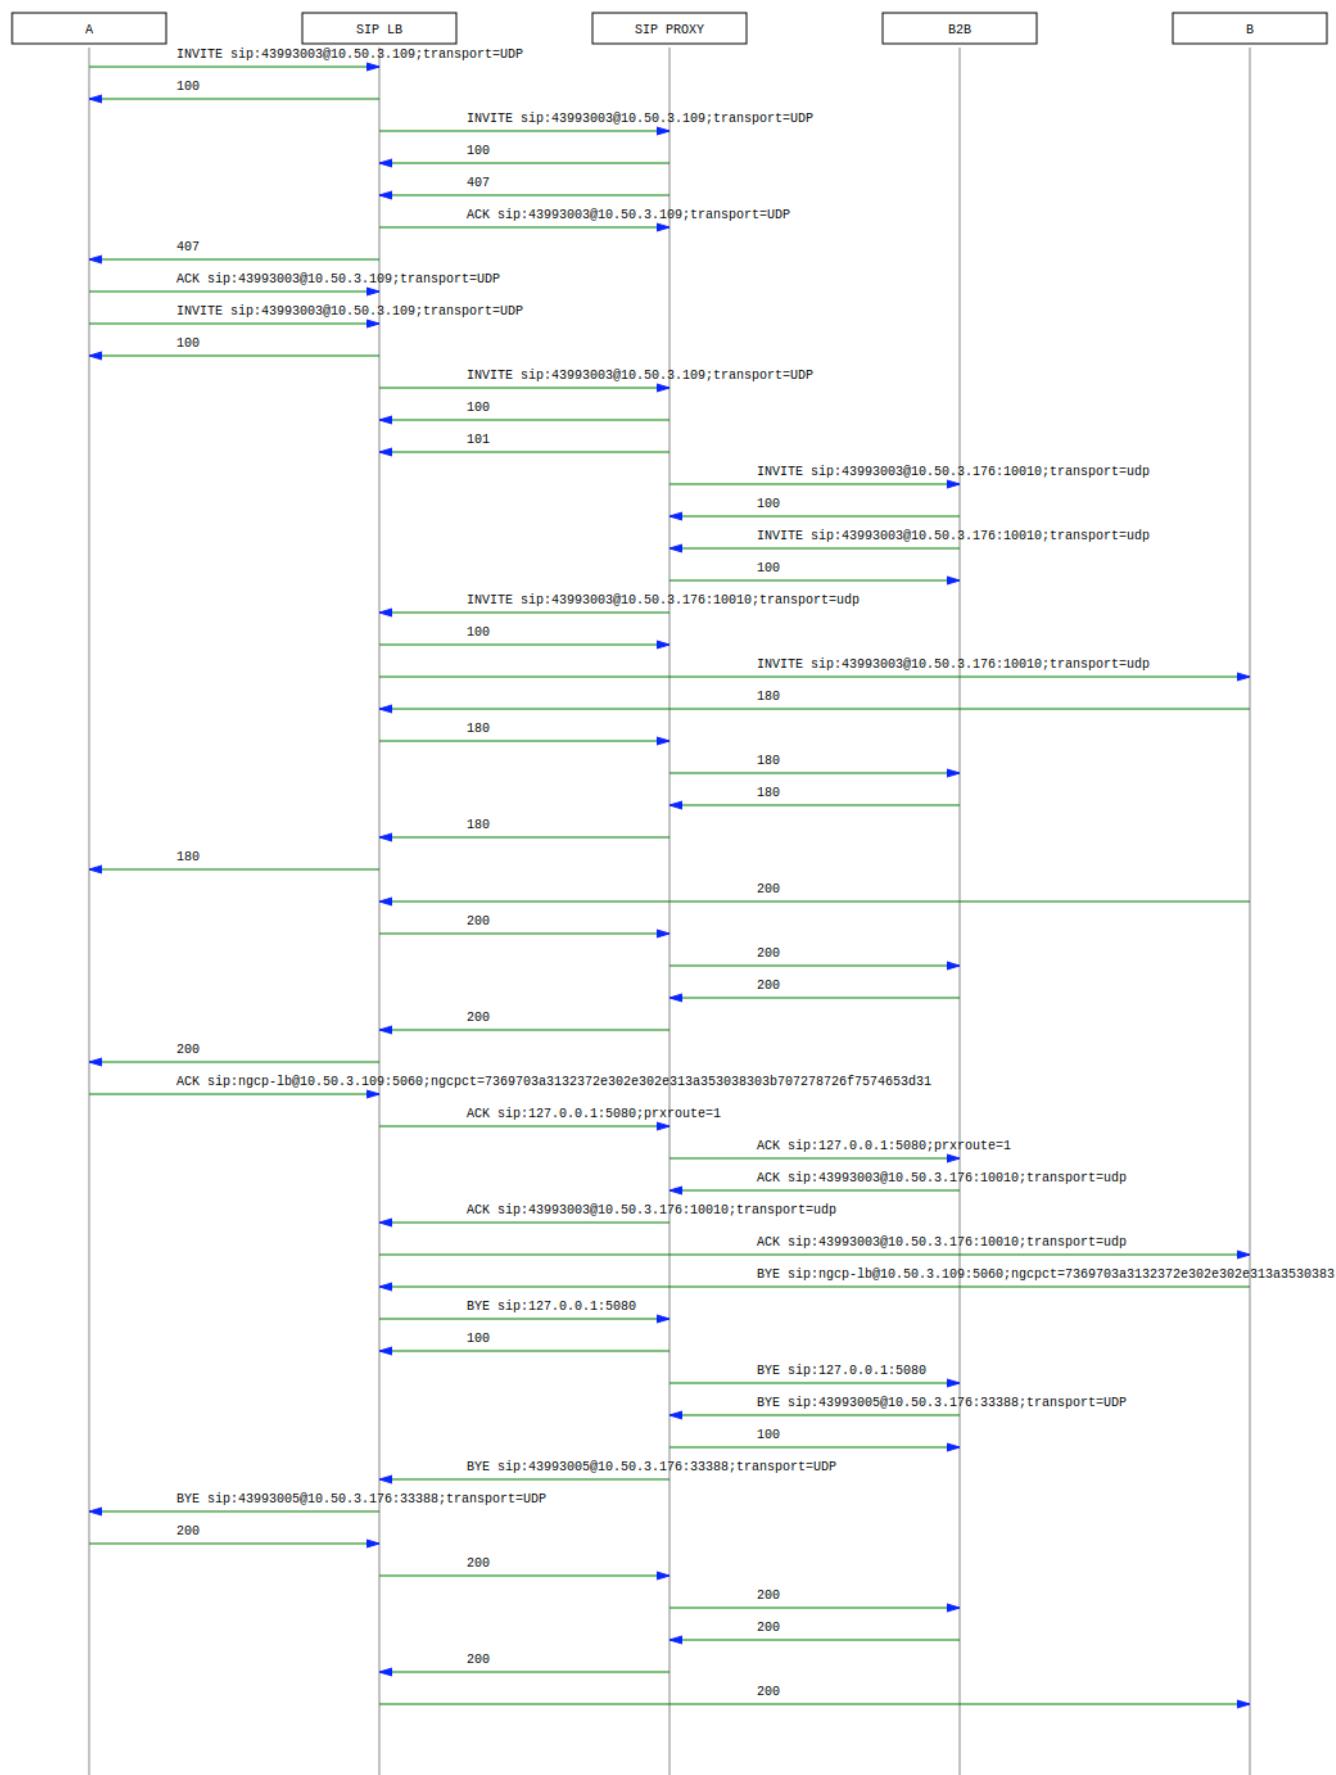 A
SIP LB
SIP PROXY
B2B
B
INVITE sip:43993003@10.50.3.109;transport=UDP
100
INVITE sip:43993003@10.50.3.109;transport=UDP
100
407
ACK sip:43993003@10.50.3.109;transport=UDP
407
ACK sip:43993003@10.50.3.109;transport=UDP
INVITE sip:43993003@10.50.3.109;transport=UDP
100
INVITE sip:43993003@10.50.3.109;transport=UDP
100
101
INVITE sip:43993003@10.50.3.176:10010;transport=udp
100
INVITE sip:43993003@10.50.3.176:10010;transport=udp
100
INVITE sip:43993003@10.50.3.176:10010;transport=udp
100
INVITE sip:43993003@10.50.3.176:10010;transport=udp
180
180
180
180
180
180
200
200
200
200
200
200
ACK sip:ngcp-lb@10.50.3.109:5060;ngcpct=7369703a3132372e302e302e313a353038303b707278726f7574653d31
ACK sip:127.0.0.1:5080;prxroute=1
ACK sip:127.0.0.1:5080;prxroute=1
ACK sip:43993003@10.50.3.176:10010;transport=udp
ACK sip:43993003@10.50.3.176:10010;transport=udp
ACK sip:43993003@10.50.3.176:10010;transport=udp
BYE sip:ngcp-lb@10.50.3.109:5060;ngcpct=7369703a3132372e302e302e313a3530383
BYE sip:127.0.0.1:5080
100
BYE sip:127.0.0.1:5080
BYE sip:43993005@10.50.3.176:33388;transport=UDP
100
BYE sip:43993005@10.50.3.176:33388;transport=UDP
BYE sip:43993005@10.50.3.176:33388;transport=UDP
200
200
200
200
200
200